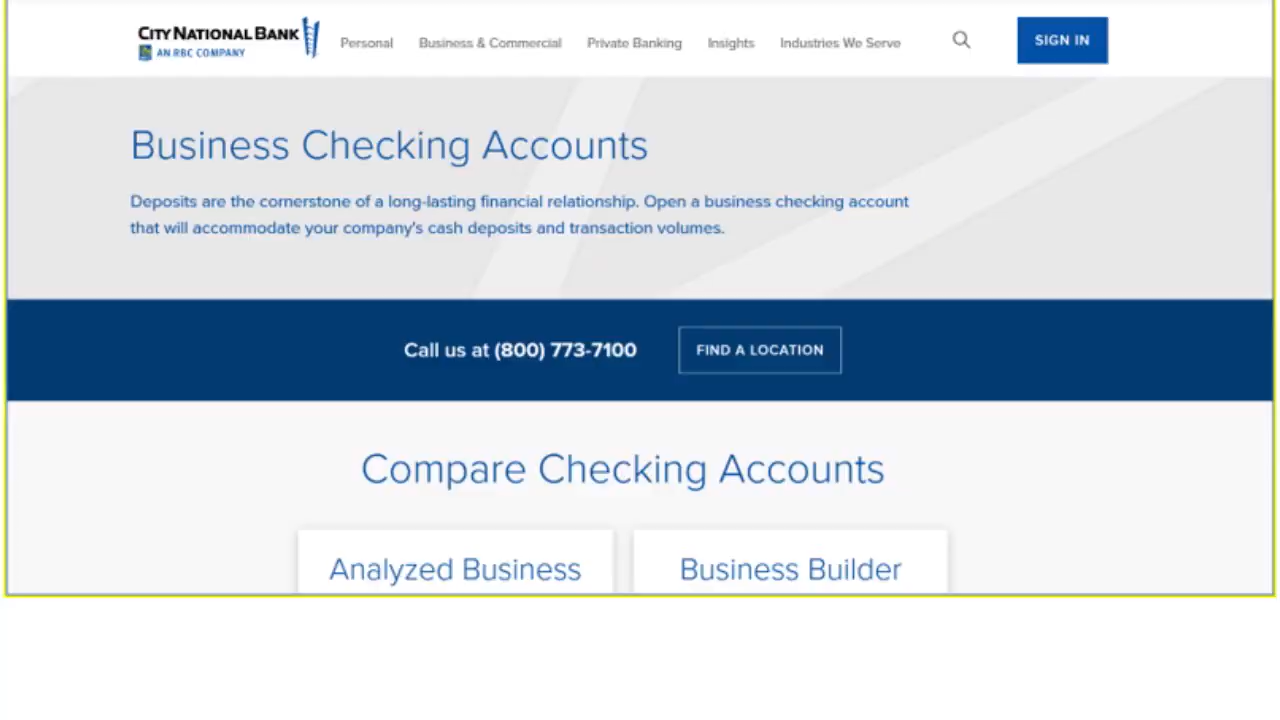 CITY NATIONAL BANK
AN RBC COMPANY
Personal
Business & Commercial
Private Banking
Insights
Industries We Serve
SIGN IN
Business Checking Accounts
Deposits are the cornerstone of a long-lasting financial relationship. Open a business checking account
that will accommodate your company's cash deposits and transaction volumes.
Call us at (800) 773-7100
FIND A LOCATION
Compare Checking Accounts
Analyzed Business
Business Builder